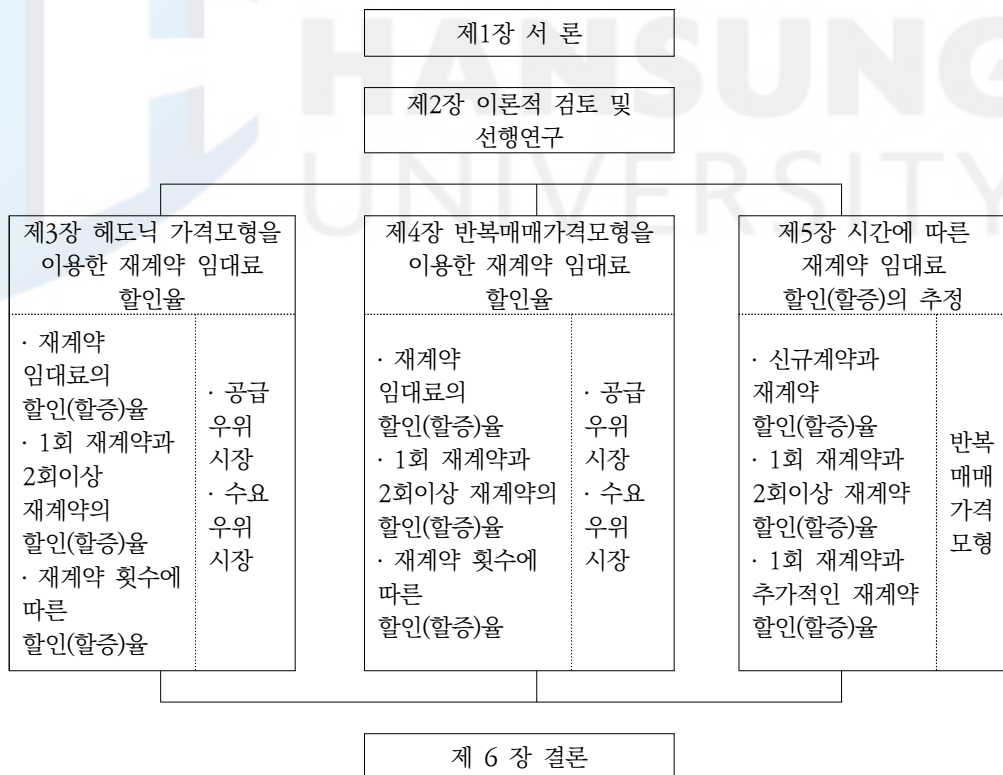 HANSUNG
UNIVERSITY
제1장 서 론
제2장 이론적 검토 및
선행연구
제3장 헤도닉 가격모형을
이용한 재계약 임대료
할인율
· 재계약
임대료의
할인(할증)율
· 1회 재계약과
2회이상
재계약의
할인(할증)율
· 재계약 횟수에
따른
할인(할증)율
· 공급
우위
시장
· 수요
우위
시장
제4장 반복매매가격모형을
이용한 재계약 임대료
할인율
· 재계약
임대료의
할인(할증)율
· 1회 재계약과
2회이상 재계약의
할인(할증)율
· 재계약 횟수에
따른
할인(할증)율
· 공급
우위
시장
· 수요
우위
시장
제5장 시간에 따른
재계약 임대료
할인(할증)의 추정
· 신규계약과
재계약
할인(할증)율
· 1회 재계약과
2회이상 재계약
할인(할증)율
· 1회 재계약과
추가적인 재계약
할인(할증)율
반복
매매
가격
모형
제 6 장 결론